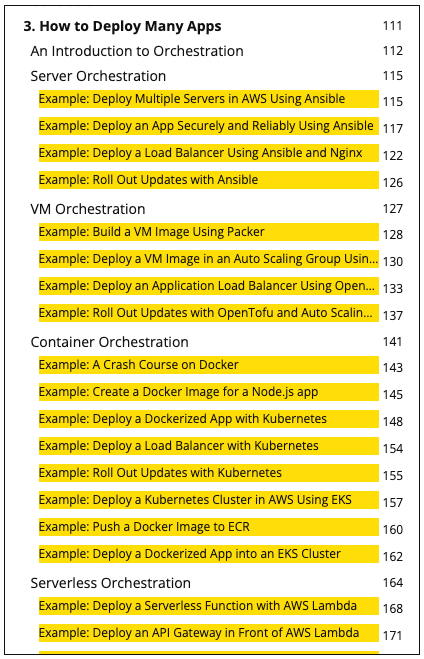 3. How to Deploy Many Apps 111
An Introduction to Orchestration 112
Server Orchestration 115
Example: Deploy Multiple Servers in AWS Using Ansible 115
Example: Deploy an App Securely and Reliably Using Ansible 117
Example: Deploy a Load Balancer Using Ansible and Nginx 122
Example: Roll Out Updates with Ansible 126
VM Orchestration 127
Example: Build a VM Image Using Packer 128
Example: Deploy a VM Image in an Auto Scaling Group Usin... 130
Example: Deploy an Application Load Balancer Using Open... 133
Example: Roll Out Updates with OpenTofu and Auto Scalin... 137
Container Orchestration 141
Example: A Crash Course on Docker 143
Example: Create a Docker Image for a Node.js app 145
Example: Deploy a Dockerized App with Kubernetes 148
Example: Deploy a Load Balancer with Kubernetes 154
Example: Roll Out Updates with Kubernetes 155
Example: Deploy a Kubernetes Cluster in AWS Using EKS 157
Example: Push a Docker Image to ECR 160
Example: Deploy a Dockerized App into an EKS Cluster 162
Serverless Orchestration 164
Example: Deploy a Serverless Function with AWS Lambda 168
Example: Deploy an API Gateway in Front of AWS Lambda 171